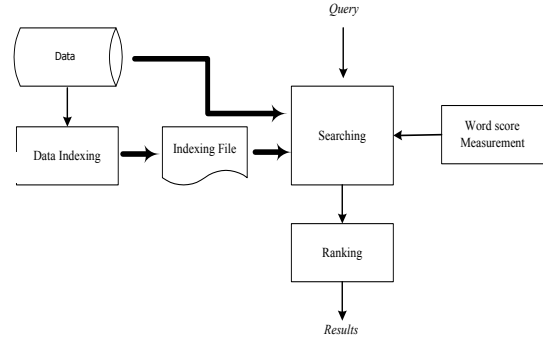 Query
Data
Searching
Word score
Measurement
Data Indexing
Indexing File
Ranking
Results